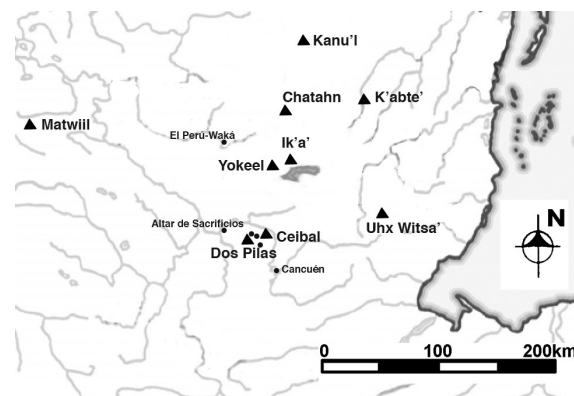 Kanu'l
K'abte'
Chatahn
Matwiil
El Perú-Waká
Ik'a'
Yokeel
Uhx Witsa'
Altar de Sacrificios
Ceibal
Dos Pilas
Cancuén
N
0 100 200km